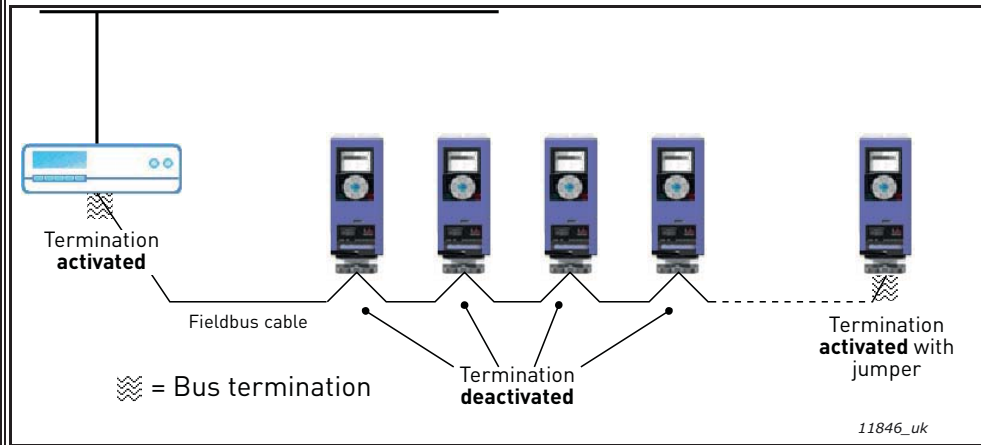 Termination
activated
Fieldbus cable
= Bus termination
Termination
deactivated
Termination
activated with
jumper
11846_uk